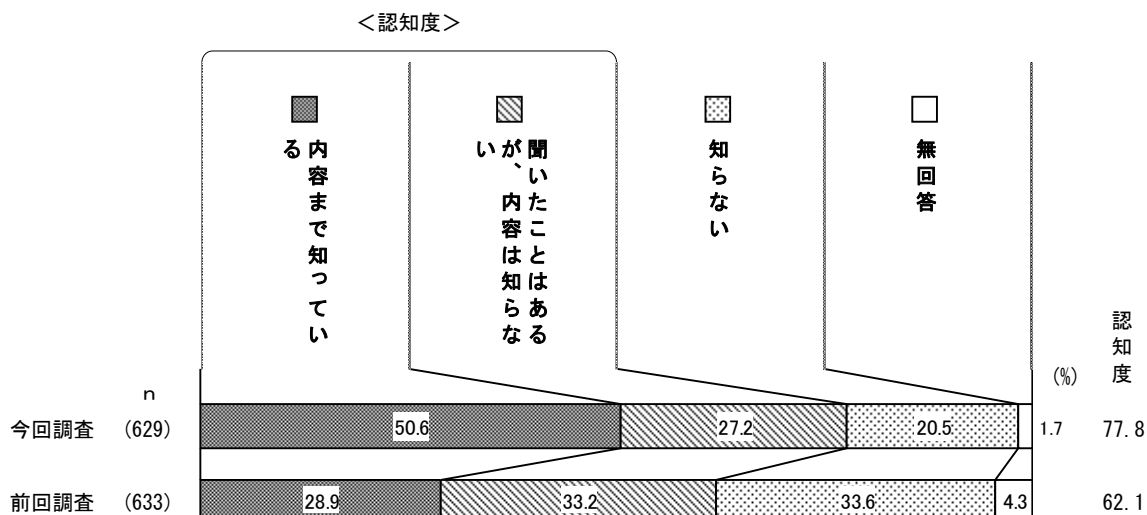 ＜認知度＞
内容まで知ってい
る
聞いたことはある
が、内容は知らな
い
知らない
無回答
認知度
(%)
n
今回調査 (629) 50.6 27.2 20.5 1.7 77.8
前回調査 (633) 28.9 33.2 33.6 4.3 62.1